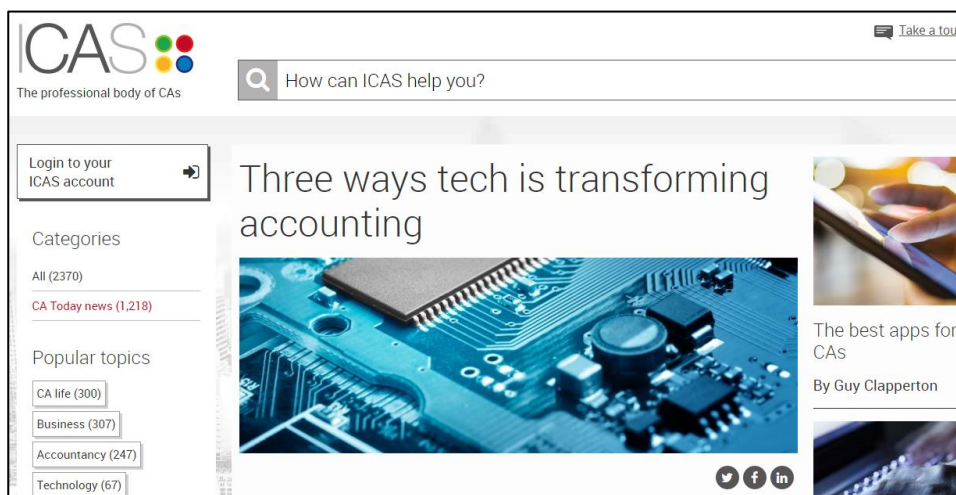 ICAS
The professional body of CAs
Take a tou
How can ICAS help you?
Login to your
ICAS account
Categories
All (2370)
CA Today news (1,218)
Popular topics
CA life (300)
Business (307)
Accountancy (247)
Technology (67)
Three ways tech is transforming
accounting
The best apps for
CAs
By Guy Clapperton